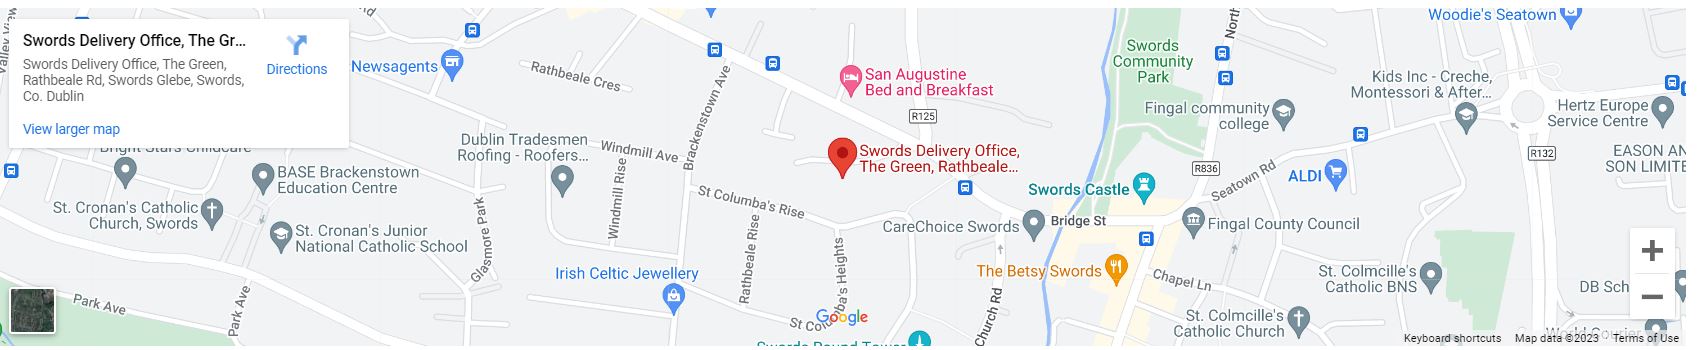 Swords Delivery Office, The Gr...
Swords Delivery Office, The Green,
Rathbeale Rd, Swords Glebe, Swords,
Co. Dublin
Directions
View larger map
Valley View
Newsagents
Rathbeale Cres
Brackenstown Ave
San Augustine
Bed and Breakfast
R125
Swords
Community
Park
North
Woodie's Seatown
Kids Inc - Creche,
Montessori & After...
Fingal community
college
Hertz Europe
Service Centre
R132
EASON AN
SON LIMITE
Bright Stars Childcare
BASE Brackenstown
Education Centre
Dublin Tradesmen
Roofing - Roofers...
Windmill Ave
Windmill Rise
Swords Delivery Office,
The Green, Rathbeale...
R836
Seatown Rd
ALDI
St. Cronan's Catholic
Church, Swords
St. Cronan's Junior
National Catholic School
Glasmore Park
St Columba's Rise
Swords Castle
CareChoice Swords
Bridge St
Fingal County Council
Irish Celtic Jewellery
Rathbeale Rise
St Columba's Heights
The Betsy Swords
Chapel Ln
St. Colmcille's
Catholic BNS
DB Sch
Park Ave
Park Ave
Google
Church Rd
St. Colmcille's
Catholic Church
Swords Round Tower
World Courier
Keyboard shortcuts
Map data ©2023
Terms of Use